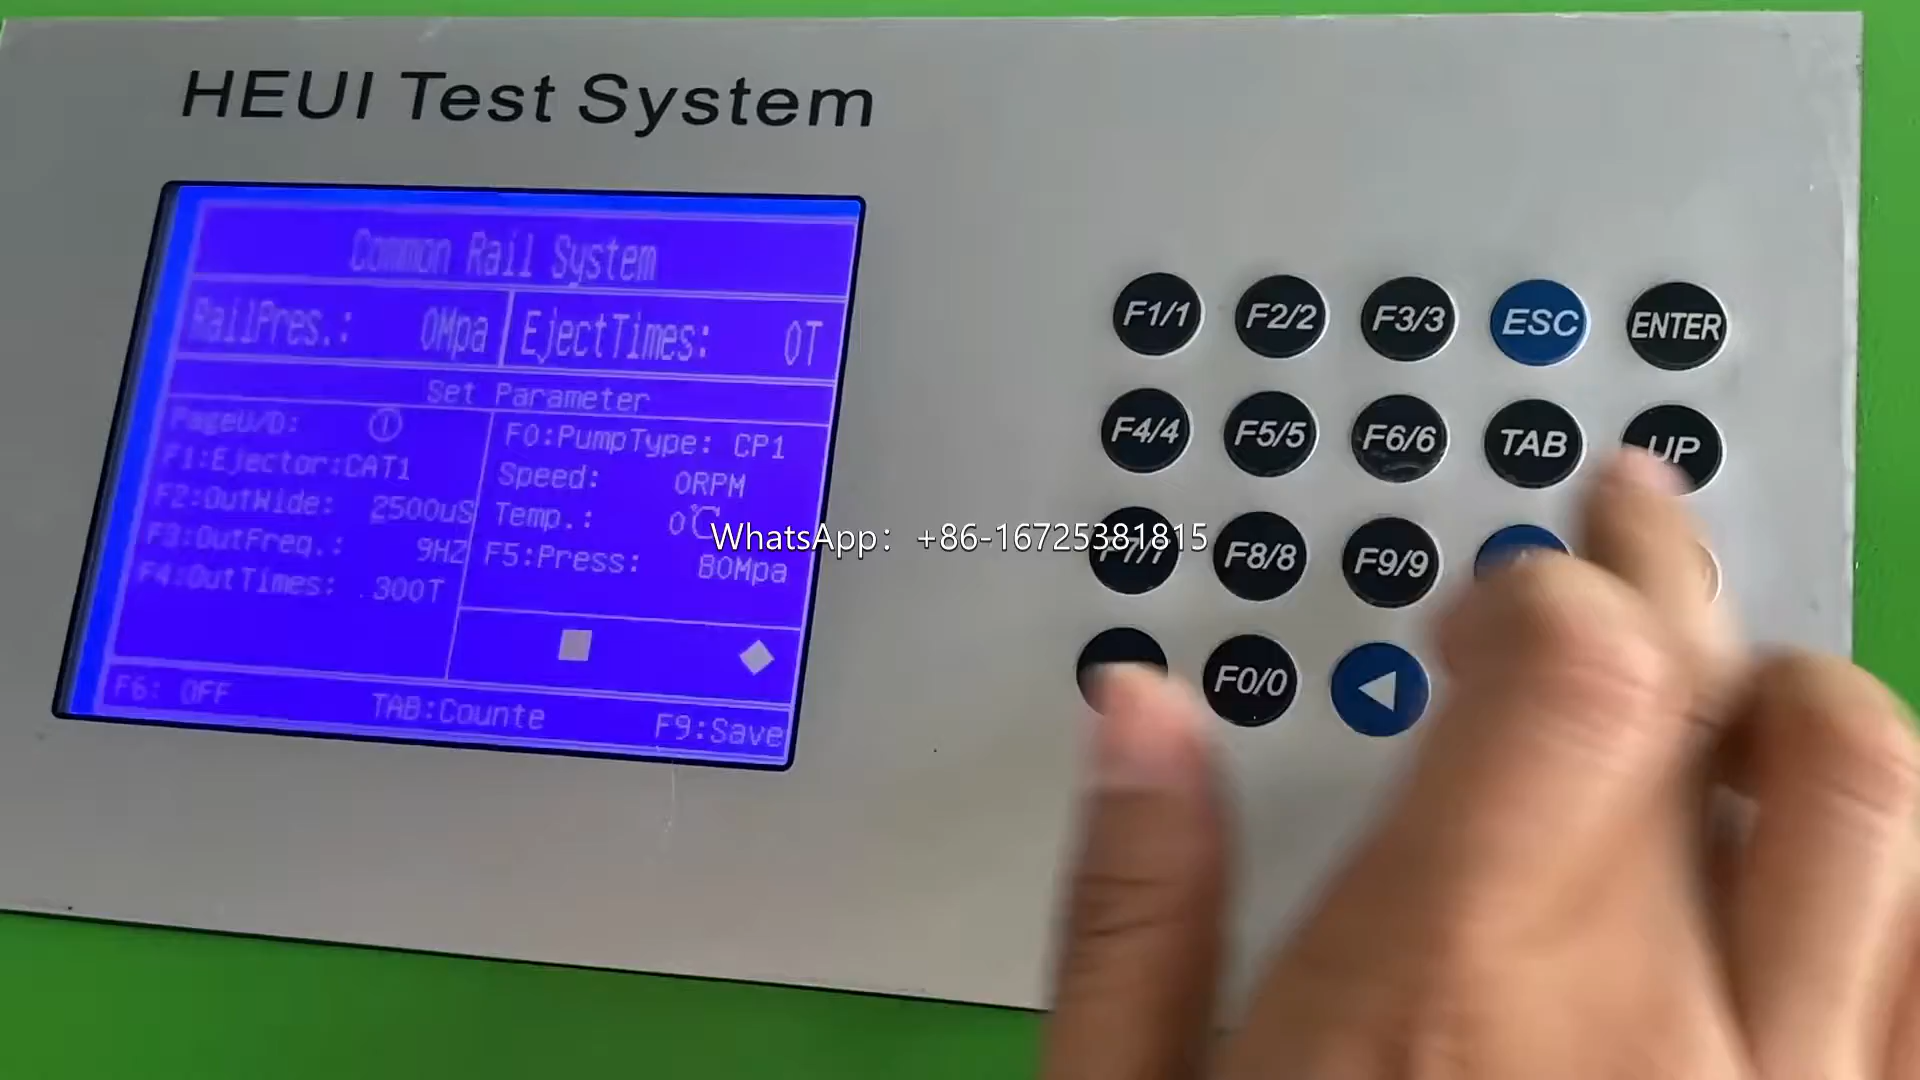 HEUI Test System
Common Rail System
RailPres.: 0Mpa EjectTimes: 0T
Set Parameter
PageU/D: ①
F1:Ejector:CAT1
F2:OutWide: 2500uS
F3:OutFreq.: 9HZ
F4:OutTimes: 300T
F0:PumpType: CP1
Speed: 0RPM
Temp.: 0℃
F5:Press: 80Mpa
F6: OFF TAB:Counte F9:Save
F1/1 F2/2 F3/3 ESC ENTER
F4/4 F5/5 F6/6 TAB UP
F7/7 F8/8 F9/9
F0/0
WhatsApp: +86-16725381815